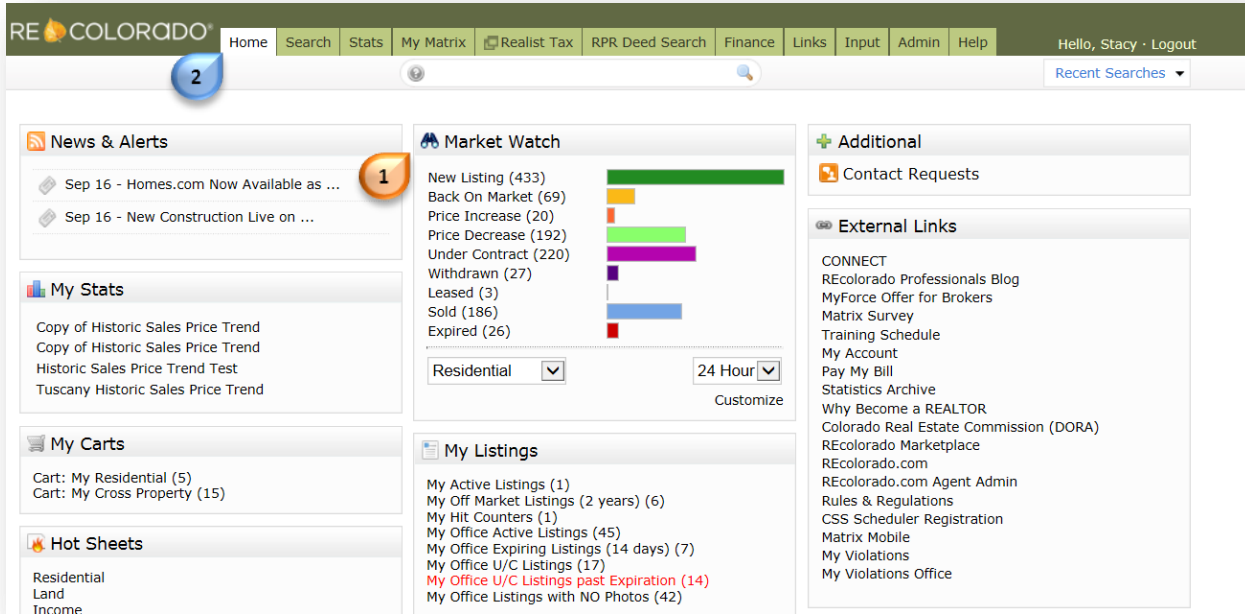 RE COLORADO®
Home Search Stats My Matrix Realist Tax RPR Deed Search Finance Links Input Admin Help Hello, Stacy · Logout
2
Recent Searches
News & Alerts
Sep 16 - Homes.com Now Available as ...
Sep 16 - New Construction Live on ...
My Stats
Copy of Historic Sales Price Trend
Copy of Historic Sales Price Trend
Historic Sales Price Trend Test
Tuscany Historic Sales Price Trend
My Carts
Cart: My Residential (5)
Cart: My Cross Property (15)
Hot Sheets
Residential
Land
Income
1
Market Watch
New Listing (433)
Back On Market (69)
Price Increase (20)
Price Decrease (192)
Under Contract (220)
Withdrawn (27)
Leased (3)
Sold (186)
Expired (26)
Residential 24 Hour
Customize
My Listings
My Active Listings (1)
My Off Market Listings (2 years) (6)
My Hit Counters (1)
My Office Active Listings (45)
My Office Expiring Listings (14 days) (7)
My Office U/C Listings (17)
My Office U/C Listings past Expiration (14)
My Office Listings with NO Photos (42)
Additional
Contact Requests
External Links
CONNECT
REcolorado Professionals Blog
MyForce Offer for Brokers
Matrix Survey
Training Schedule
My Account
Pay My Bill
Statistics Archive
Why Become a REALTOR
Colorado Real Estate Commission (DORA)
REcolorado Marketplace
REcolorado.com
REcolorado.com Agent Admin
Rules & Regulations
CSS Scheduler Registration
Matrix Mobile
My Violations
My Violations Office